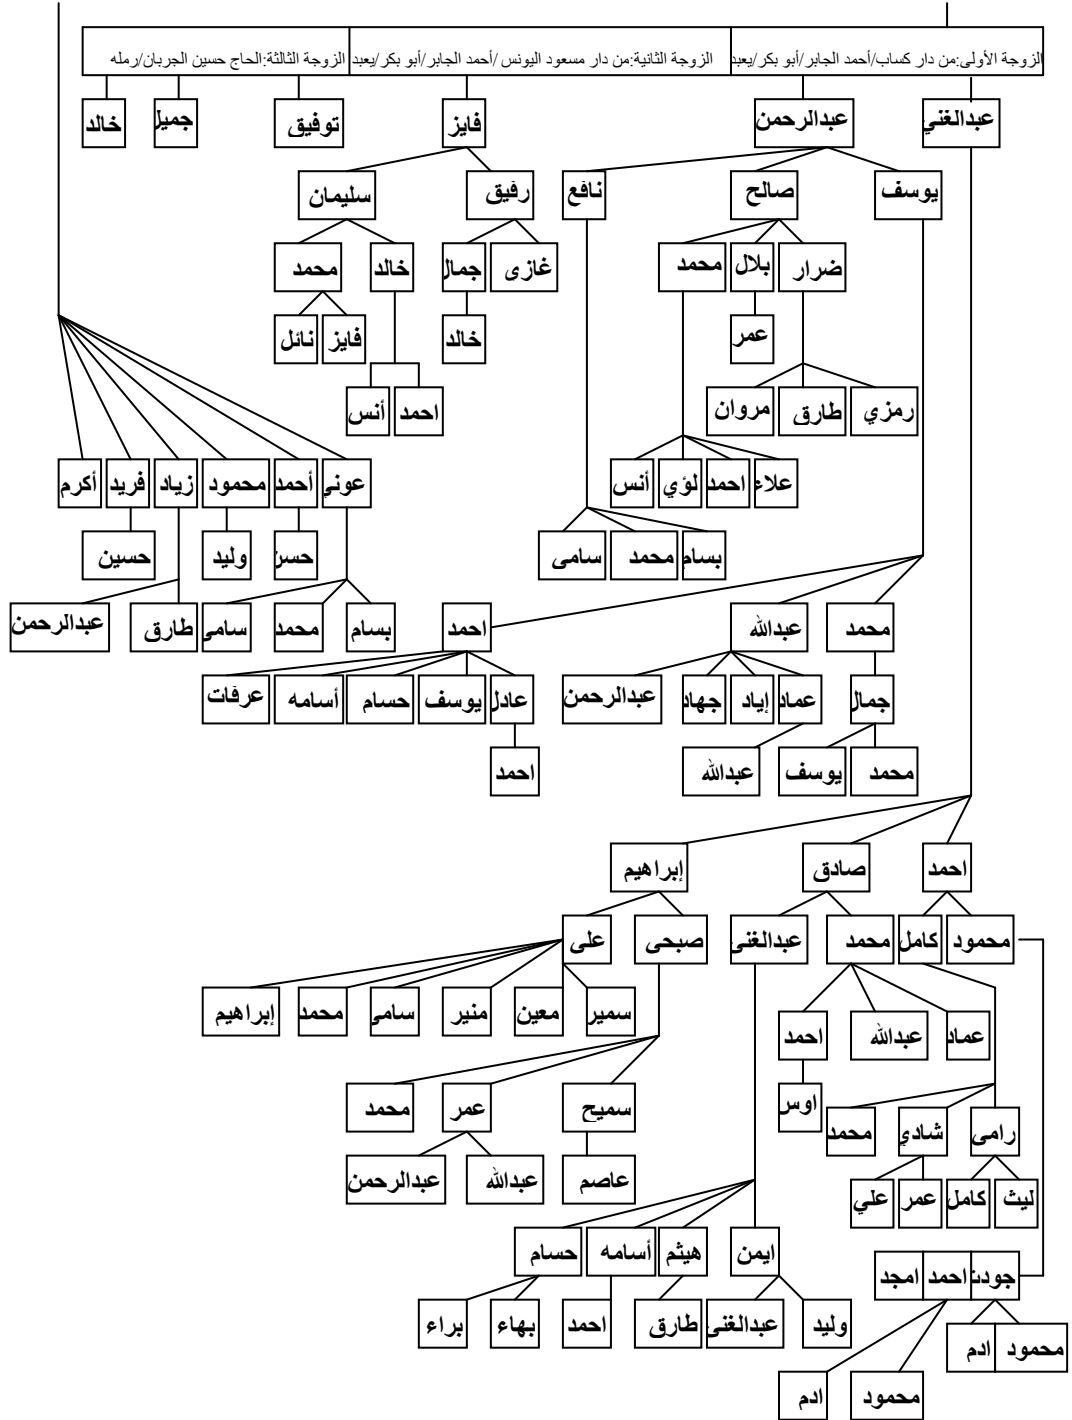 الزوجة الأولى:من دار كساب/أحمد الجابر/أبو بكر/يعبد الزوجة الثانية:من دار مسعود اليونس /أحمد الجابر/أبو بكر/يعبد الزوجة الثالثة:الحاج حسين الجربان/رمله
عبدالغني عبدالرحمن فايز توفيق جميل خالد
يوسف صالح نافع رفيق سليمان
ضرار بلال محمد غازى جمال خالد محمد
عمر خالد فايز نائل
رمزي طارق مروان احمد أنس
علاء احمد لؤي أنس عوني أحمد محمود زياد فريد أكرم
بسام محمد سامى حسن وليد حسين
محمد عبدالله احمد بسام محمد سامى طارق عبدالرحمن
جمال عماد إياد جهاد عبدالرحمن عادل يوسف حسام أسامه عرفات
محمد يوسف عبدالله احمد
احمد صادق إبراهيم
محمود كامل محمد عبدالغنى صبحى على
سمير معين منير سامى محمد إبراهيم
عماد عبدالله احمد
سميح عمر محمد
اوس
رامى شادي محمد
عاصم عبدالله عبدالرحمن
ليث كامل عمر علي
ايمن هيثم أسامه حسام
جودت احمد امجد
وليد عبدالغنى طارق احمد بهاء براء
محمود ادم
محمود ادم